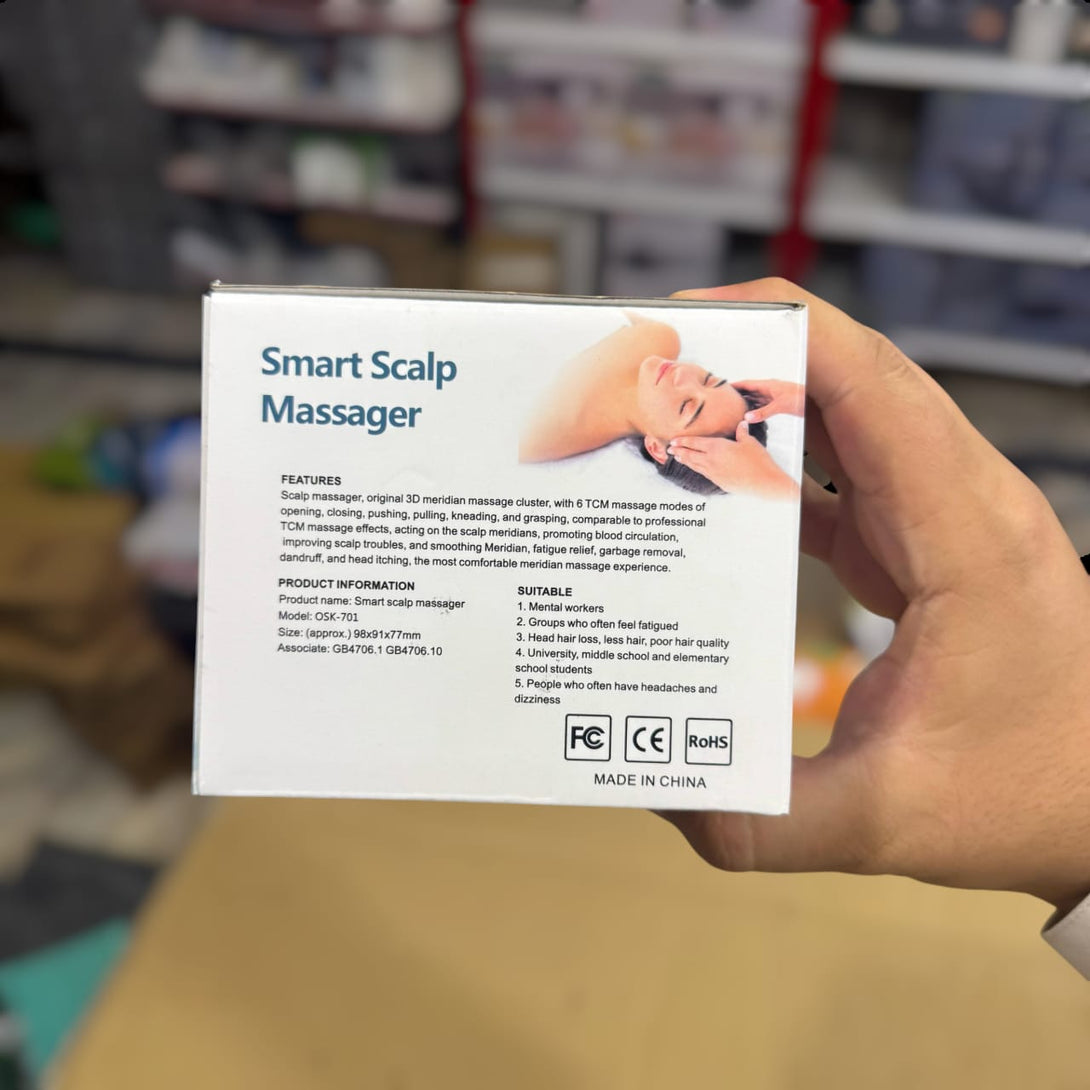 Smart Scalp
Massager
FEATURES
Scalp massager, original 3D meridian massage cluster, with 6 TCM massage modes of
opening, closing, pushing, pulling, kneading, and grasping, comparable to professional
TCM massage effects, acting on the scalp meridians, promoting blood circulation,
improving scalp troubles, and smoothing Meridian, fatigue relief, garbage removal,
dandruff, and head itching, the most comfortable meridian massage experience.
PRODUCT INFORMATION
Product name: Smart scalp massager
Model: OSK-701
Size: (approx.) 98x91x77mm
Associate: GB4706.1 GB4706.10
SUITABLE
1. Mental workers
2. Groups who often feel fatigued
3. Head hair loss, less hair, poor hair quality
4. University, middle school and elementary
school students
5. People who often have headaches and
dizziness
FC CE RoHS
MADE IN CHINA